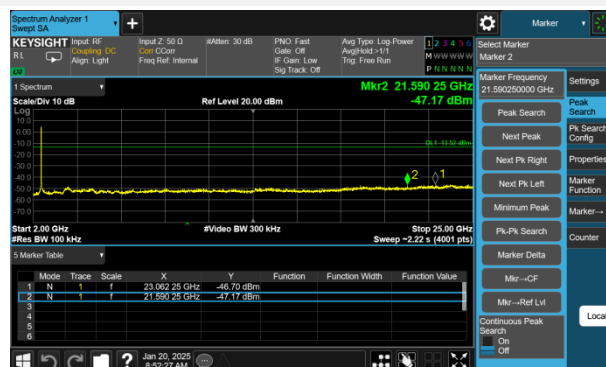 Spectrum Analyzer 1
Swept SA
+
Marker
KEYSIGHT
RL
LV
Input: RF
Coupling: DC
Align: Light
Input Z: 50 Ω
Corr CCorr
Freq Ref: Internal
#Atten: 30 dB
PNO: Fast
Gate: Off
IF Gain: Low
Sig Track: Off
Avg Type: Log-Power
Avg|Hold:>1/1
Trig: Free Run
1 2 3 4 5 6
M W W W W W
P N N N N N
Select Marker
Marker 2
1 Spectrum
Scale/Div 10 dB
Log
Ref Level 20.00 dBm
Mkr2 21.590 25 GHz
-47.17 dBm
10.0
0.00
-10.0
-20.0
-30.0
-40.0
-50.0
-60.0
-70.0
DL1 -13.52 dBm
2
1
Start 2.00 GHz
#Res BW 100 kHz
#Video BW 300 kHz
Stop 25.00 GHz
Sweep ~2.22 s (4001 pts)
5 Marker Table
Mode Trace Scale X Y Function Function Width Function Value
1 N 1 f 23.062 25 GHz -46.70 dBm
2 N 1 f 21.590 25 GHz -47.17 dBm
3
4
5
6
Marker Frequency
21.590250000 GHz
Peak Search
Next Peak
Next Pk Right
Next Pk Left
Minimum Peak
Pk-Pk Search
Marker Delta
Mkr→CF
Mkr→Ref Lvl
Continuous Peak
Search
On
Off
Settings
Peak
Search
Pk Search
Config
Properties
Marker
Function
Marker→
Counter
Local
?
Jan 20, 2025
8:52:27 AM